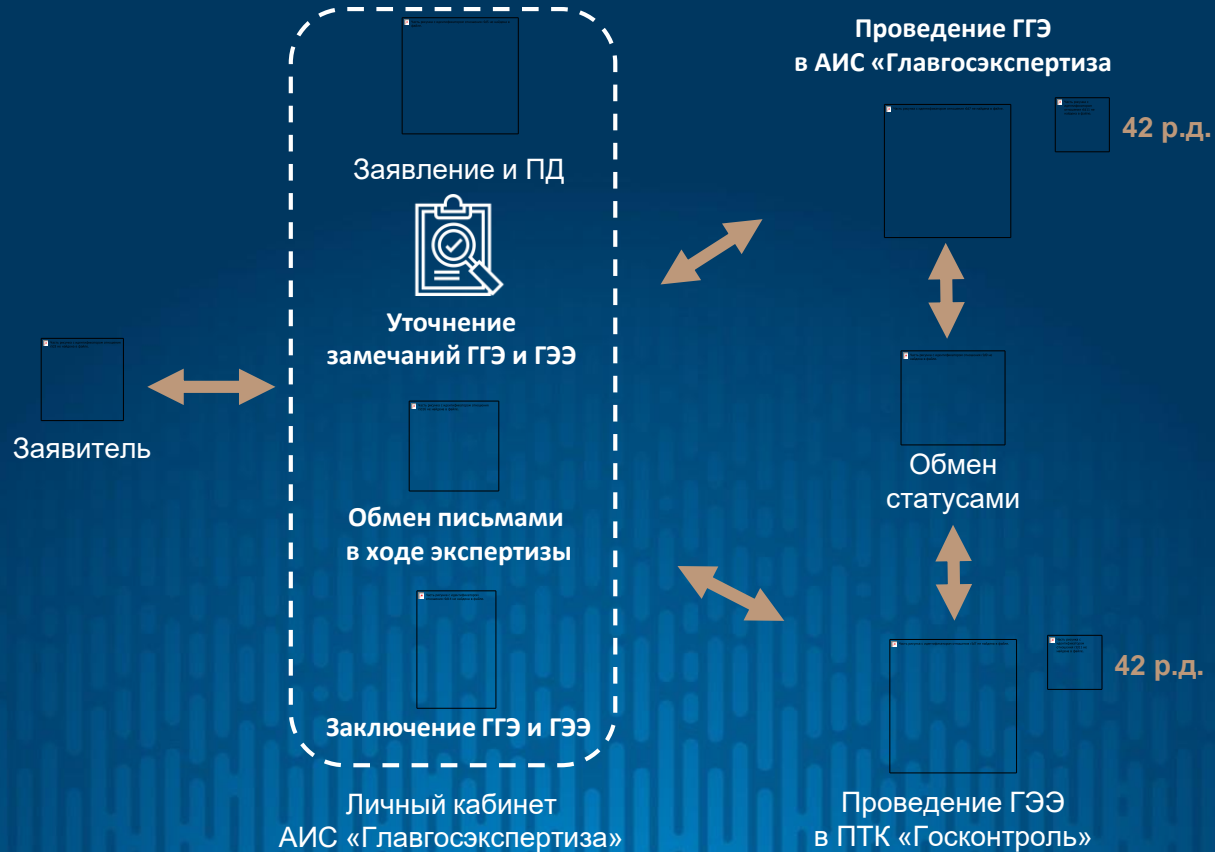 Заявитель
Заявление и ПД
Уточнение
замечаний ГГЭ и ГЭЭ
Обмен письмами
в ходе экспертизы
Заключение ГГЭ и ГЭЭ
Личный кабинет
АИС «Главгосэкспертиза»
Проведение ГГЭ
в АИС «Главгосэкспертиза
42 р.д.
Обмен
статусами
42 р.д.
Проведение ГЭЭ
в ПТК «Госконтроль»